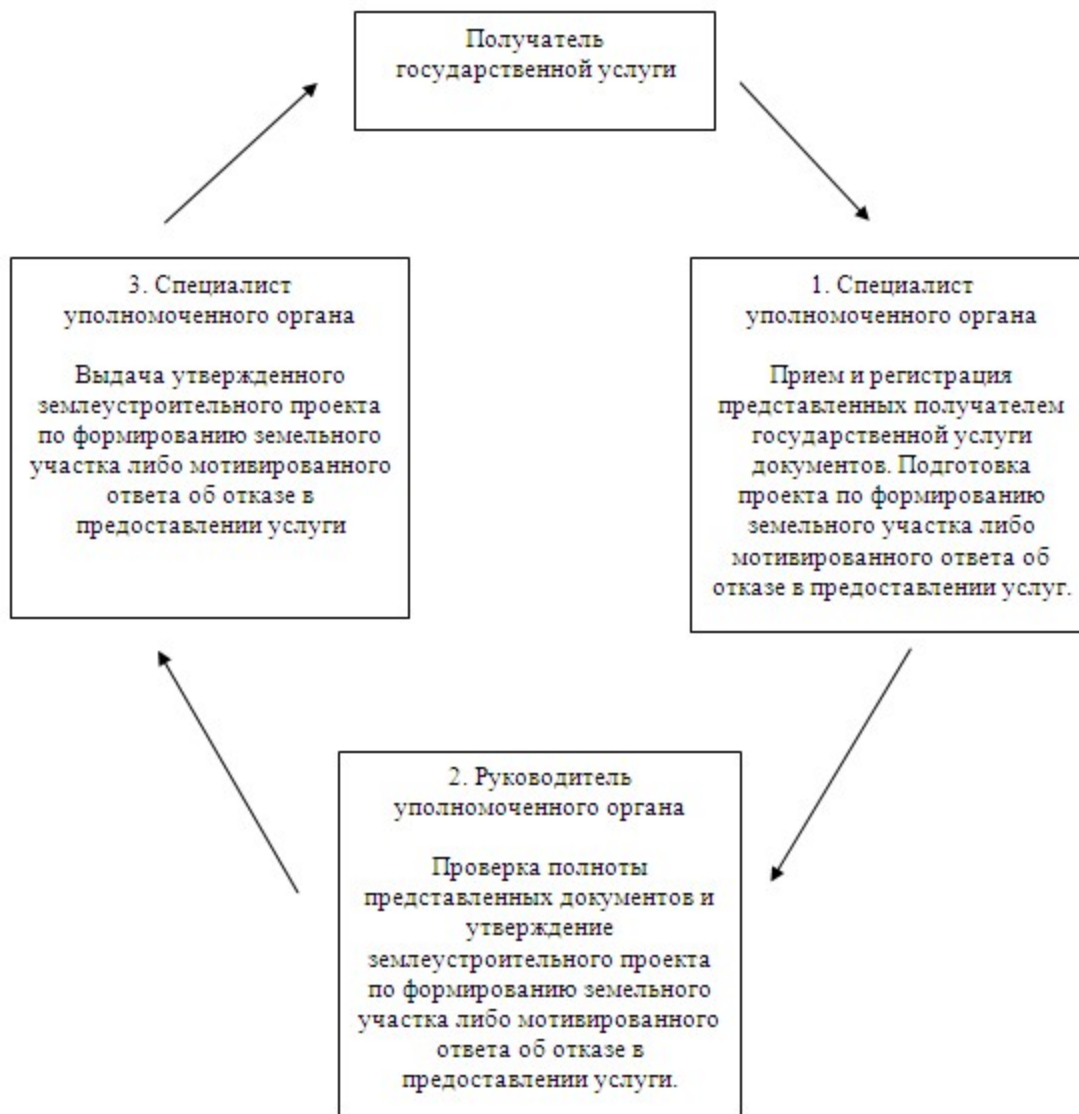 Получатель
государственной услуги
3. Специалист
уполномоченного органа
Выдача утвержденного
землеустроительного проекта
по формированию земельного
участка либо мотивированного
ответа об отказе в
предоставлении услуги
1. Специалист
уполномоченного органа
Прием и регистрация
представленных получателем
государственной услуги
документов. Подготовка
проекта по формированию
земельного участка либо
мотивированного ответа об
отказе в предоставлении услуг.
2. Руководитель
уполномоченного органа
Проверка полноты
представленных документов и
утверждение
землеустроительного проекта
по формированию земельного
участка либо мотивированного
ответа об отказе в
предоставлении услуги.